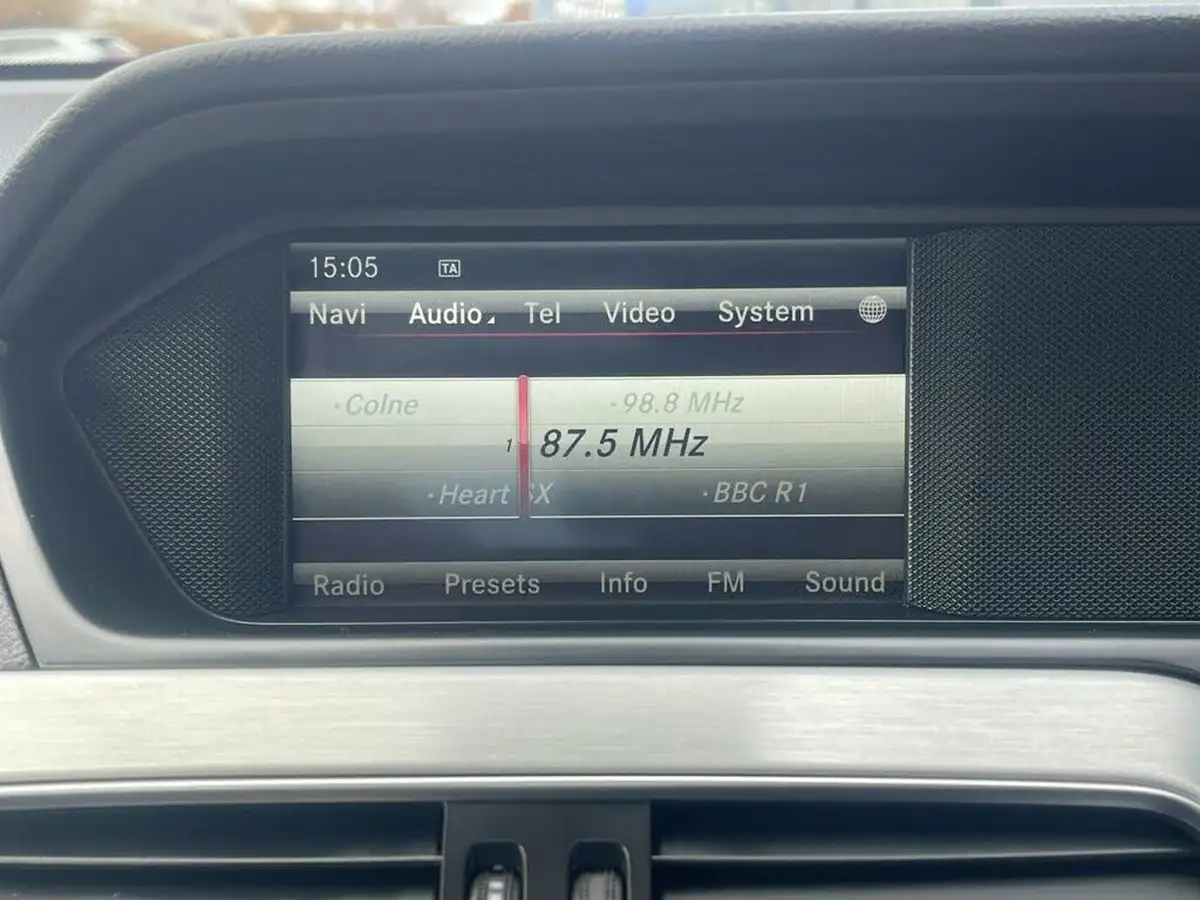 15:05 TA
Navi Audio Tel Video System
·Colne ·98.8 MHz
1 87.5 MHz
·Heart SX ·BBC R1
Radio Presets Info FM Sound